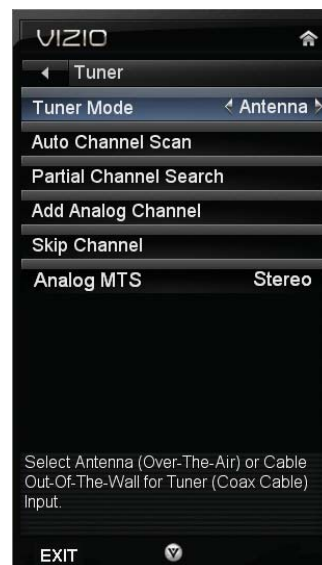 VIZIO
Tuner
Tuner Mode Antenna
Auto Channel Scan
Partial Channel Search
Add Analog Channel
Skip Channel
Analog MTS Stereo
Select Antenna (Over-The-Air) or Cable
Out-Of-The-Wall for Tuner (Coax Cable)
Input.
EXIT